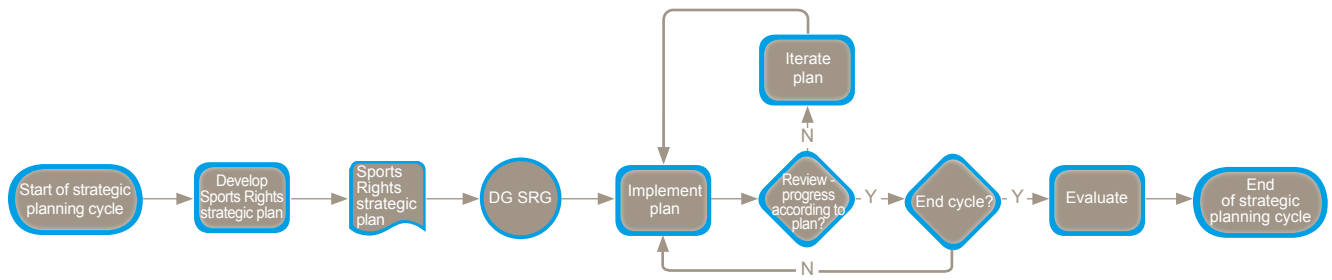 Start of strategic
planning cycle
Develop
Sports Rights
strategic plan
Sports
Rights
strategic
plan
DG SRG
Implement
plan
Iterate
plan
N
Review -
progress
according to
plan?
Y
End cycle?
Y
N
Evaluate
End
of strategic
planning cycle